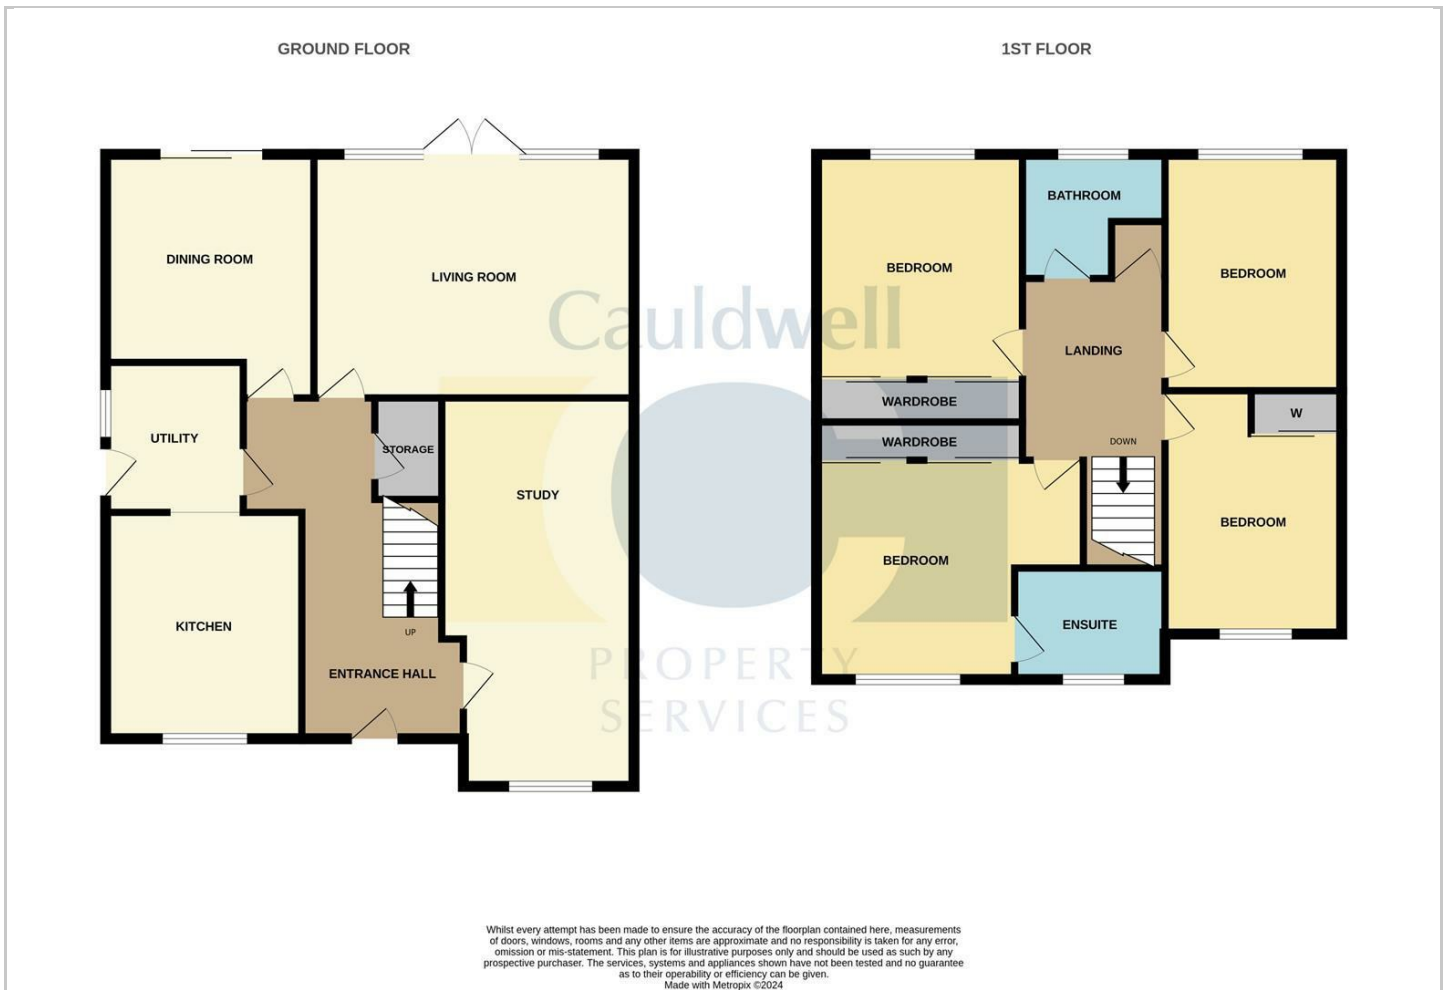 GROUND FLOOR
1ST FLOOR
DINING ROOM
LIVING ROOM
UTILITY
STORAGE
STUDY
KITCHEN
UP
ENTRANCE HALL
BATHROOM
BEDROOM
BEDROOM
LANDING
WARDROBE
W
WARDROBE
DOWN
BEDROOM
BEDROOM
ENSUITE
Cauldwell
PROPERTY
SERVICES
Whilst every attempt has been made to ensure the accuracy of the floorplan contained here, measurements
of doors, windows, rooms and any other items are approximate and no responsibility is taken for any error,
omission or mis-statement. This plan is for illustrative purposes only and should be used as such by any
prospective purchaser. The services, systems and appliances shown have not been tested and no guarantee
as to their operability or efficiency can be given.
Made with Metropix ©2024